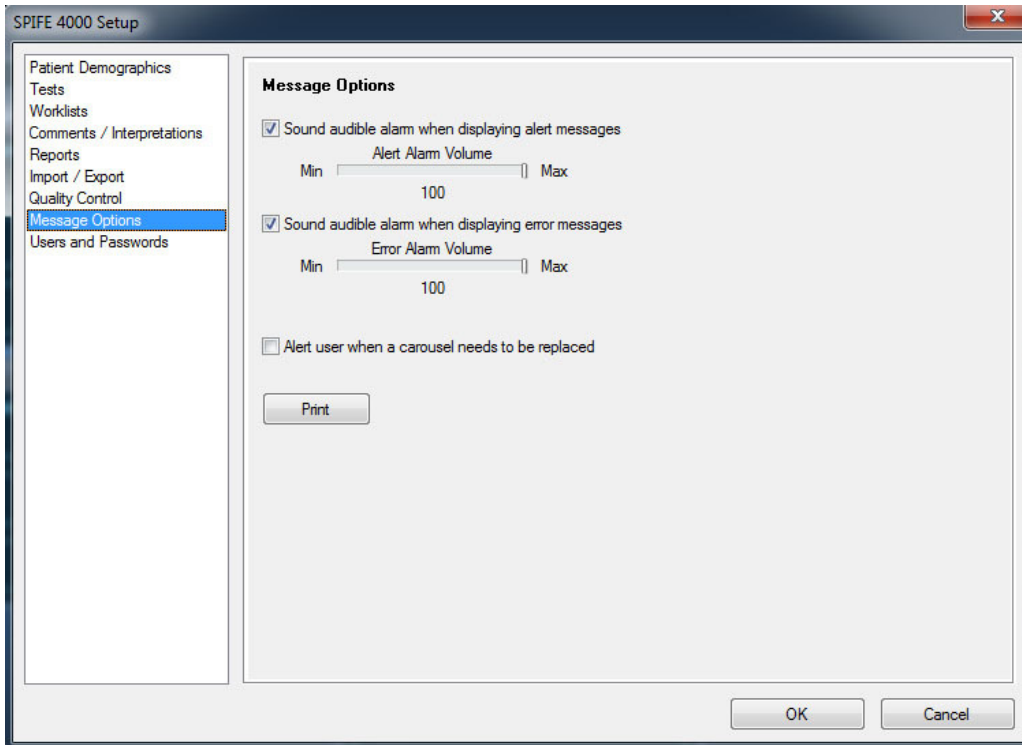 SPIFE 4000 Setup
Patient Demographics
Tests
Worklists
Comments / Interpretations
Reports
Import / Export
Quality Control
Message Options
Users and Passwords
Message Options
Sound audible alarm when displaying alert messages
Alert Alarm Volume
Min Max
100
Sound audible alarm when displaying error messages
Error Alarm Volume
Min Max
100
Alert user when a carousel needs to be replaced
Print
OK Cancel